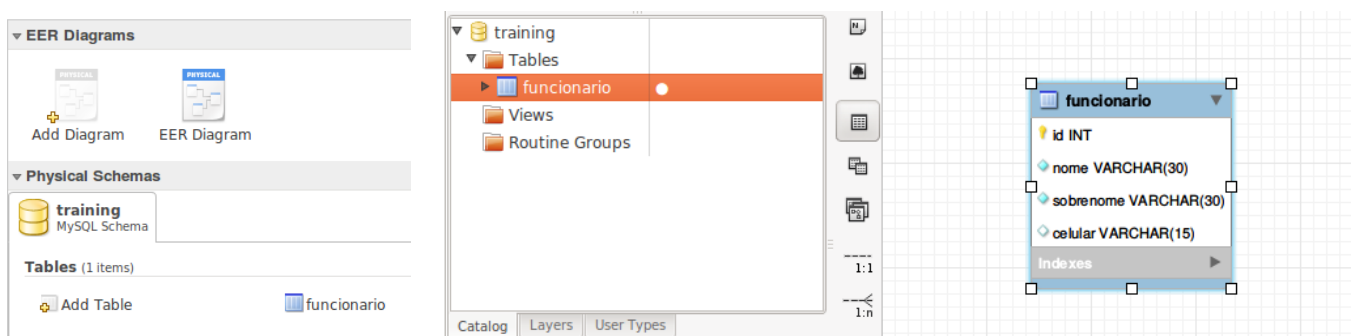 EER Diagrams
PHYSICAL
PHYSICAL
Add Diagram
EER Diagram
Physical Schemas
training
MySQL Schema
Tables (1 items)
Add Table
funcionario
training
Tables
funcionario
Views
Routine Groups
Catalog
Layers
User Types
N
1:1
1:n
funcionario
id INT
nome VARCHAR(30)
sobrenome VARCHAR(30)
celular VARCHAR(15)
Indexes